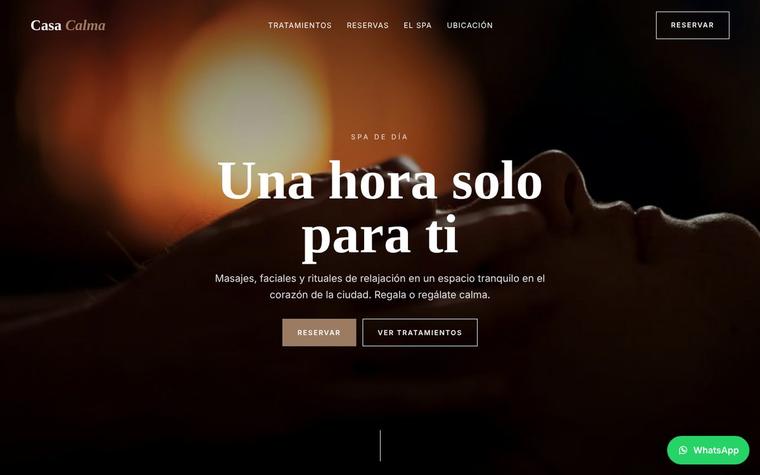 Casa Calma
TRATAMIENTOS
RESERVAS
EL SPA
UBICACIÓN
RESERVAR
SPA DE DÍA
Una hora solo
para ti
Masajes, faciales y rituales de relajación en un espacio tranquilo en el
corazón de la ciudad. Regala o regálate calma.
RESERVAR
VER TRATAMIENTOS
WhatsApp